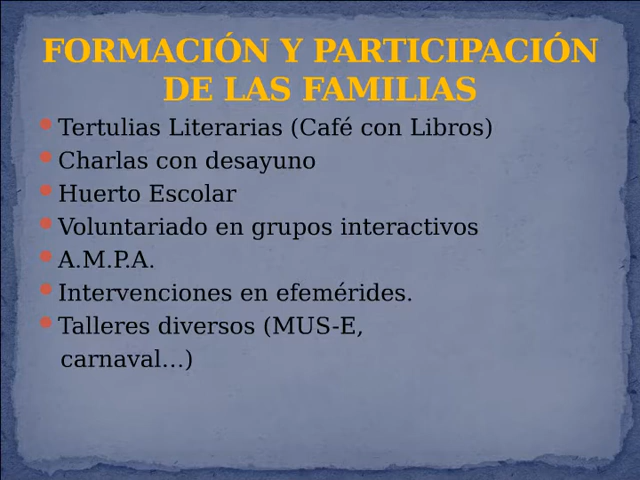 FORMACIÓN Y PARTICIPACIÓN
DE LAS FAMILIAS
Tertulias Literarias (Café con Libros)
Charlas con desayuno
Huerto Escolar
Voluntariado en grupos interactivos
A.M.P.A.
Intervenciones en efemérides.
Talleres diversos (MUS-E,
carnaval…)